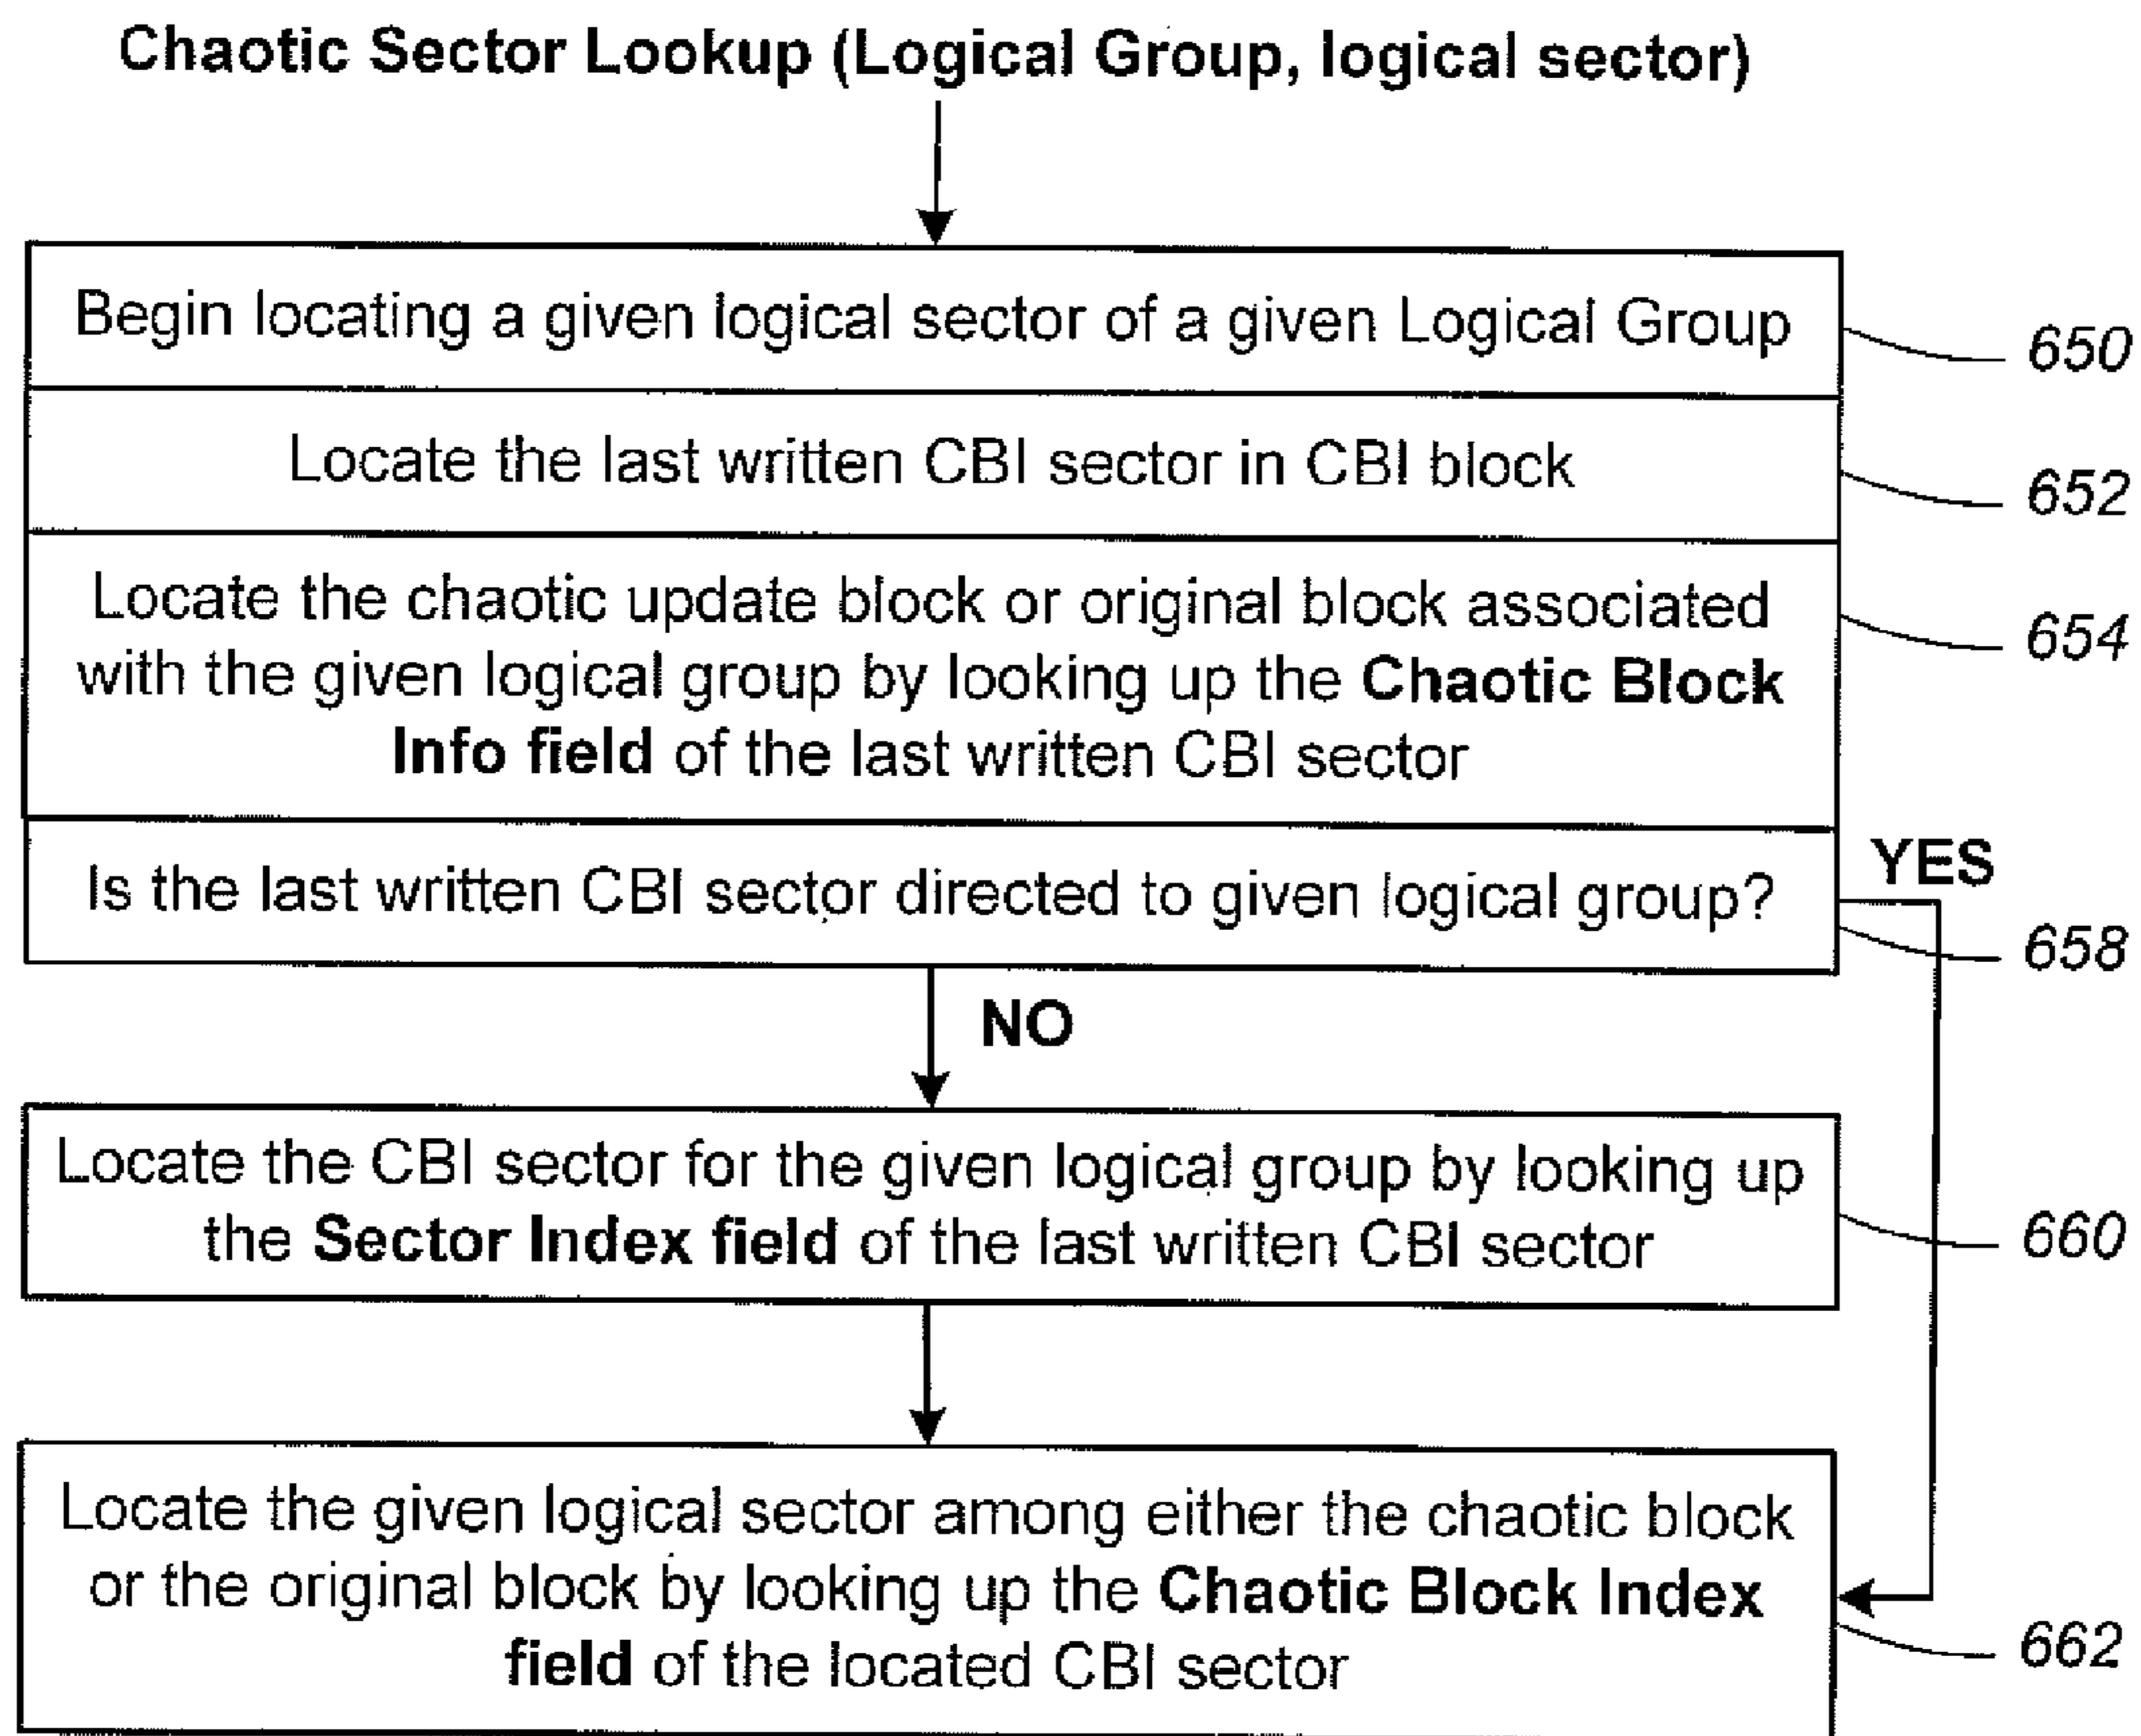 Chaotic Sector Lookup (Logical Group, logical sector)
Begin locating a given logical sector of a given Logical Group
650
Locate the last written CBI sector in CBI block
652
Locate the chaotic update block or original block associated
with the given logical group by looking up the Chaotic Block
Info field of the last written CBI sector
654
Is the last written CBI sector directed to given logical group?
YES
658
NO
Locate the CBI sector for the given logical group by looking up
the Sector Index field of the last written CBI sector
660
Locate the given logical sector among either the chaotic block
or the original block by looking up the Chaotic Block Index
field of the located CBI sector
662